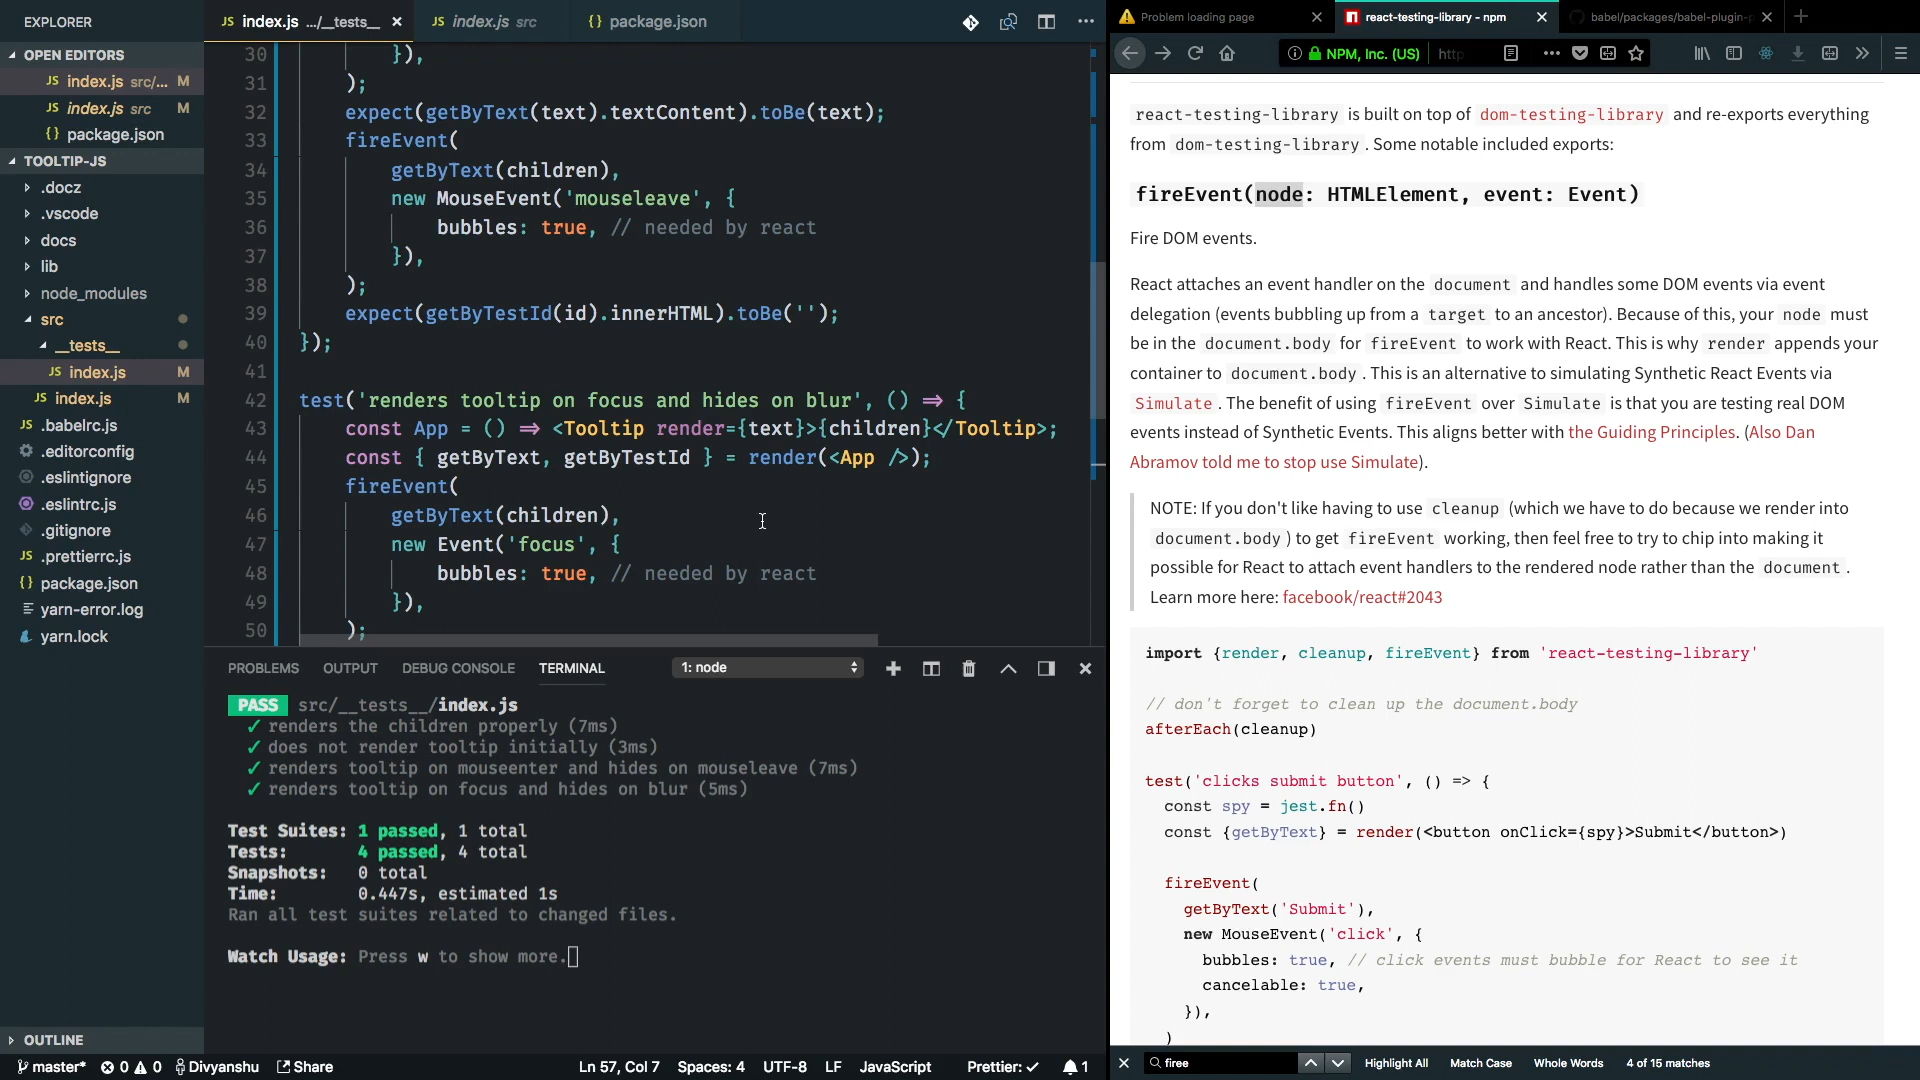 EXPLORER
OPEN EDITORS
JS index.js src/... M
JS index.js src M
{} package.json
TOOLTIP-JS
.docz
.vscode
docs
lib
node_modules
src
__tests__
JS index.js M
JS index.js M
JS .babelrc.js
.editorconfig
.eslintignore
.eslintrc.js
.gitignore
JS .prettierrc.js
{} package.json
yarn-error.log
yarn.lock
OUTLINE
JS index.js .../__tests__
JS index.js src
{} package.json
30 }),
31 );
32 expect(getByText(text).textContent).toBe(text);
33 fireEvent(
34 getByText(children),
35 new MouseEvent('mouseleave', {
36 bubbles: true, // needed by react
37 }),
38 );
39 expect(getByTestId(id).innerHTML).toBe('');
40 });
41
42 test('renders tooltip on focus and hides on blur', () => {
43 const App = () => <Tooltip render={text}>{children}</Tooltip>;
44 const { getByText, getByTestId } = render(<App />);
45 fireEvent(
46 getByText(children),
47 new Event('focus', {
48 bubbles: true, // needed by react
49 }),
50 );
PROBLEMS OUTPUT DEBUG CONSOLE TERMINAL 1: node
PASS src/__tests__/index.js
✓ renders the children properly (7ms)
✓ does not render tooltip initially (3ms)
✓ renders tooltip on mouseenter and hides on mouseleave (7ms)
✓ renders tooltip on focus and hides on blur (5ms)
Test Suites: 1 passed, 1 total
Tests: 4 passed, 4 total
Snapshots: 0 total
Time: 0.447s, estimated 1s
Ran all test suites related to changed files.
Watch Usage: Press w to show more.
master* 0 0 Divyanshu Share Ln 57, Col 7 Spaces: 4 UTF-8 LF JavaScript Prettier: ✓ 1
Problem loading page
react-testing-library - npm
babel/packages/babel-plugin-p
NPM, Inc. (US) http
react-testing-library is built on top of dom-testing-library and re-exports everything
from dom-testing-library. Some notable included exports:
fireEvent(node: HTMLElement, event: Event)
Fire DOM events.
React attaches an event handler on the document and handles some DOM events via event
delegation (events bubbling up from a target to an ancestor). Because of this, your node must
be in the document.body for fireEvent to work with React. This is why render appends your
container to document.body. This is an alternative to simulating Synthetic React Events via
Simulate. The benefit of using fireEvent over Simulate is that you are testing real DOM
events instead of Synthetic Events. This aligns better with the Guiding Principles. (Also Dan
Abramov told me to stop use Simulate).
NOTE: If you don't like having to use cleanup (which we have to do because we render into
document.body) to get fireEvent working, then feel free to try to chip into making it
possible for React to attach event handlers to the rendered node rather than the document.
Learn more here: facebook/react#2043
import {render, cleanup, fireEvent} from 'react-testing-library'
// don't forget to clean up the document.body
afterEach(cleanup)
test('clicks submit button', () => {
const spy = jest.fn()
const {getByText} = render(<button onClick={spy}>Submit</button>)
fireEvent(
getByText('Submit'),
new MouseEvent('click', {
bubbles: true, // click events must bubble for React to see it
cancelable: true,
}),
)
firee Highlight All Match Case Whole Words 4 of 15 matches